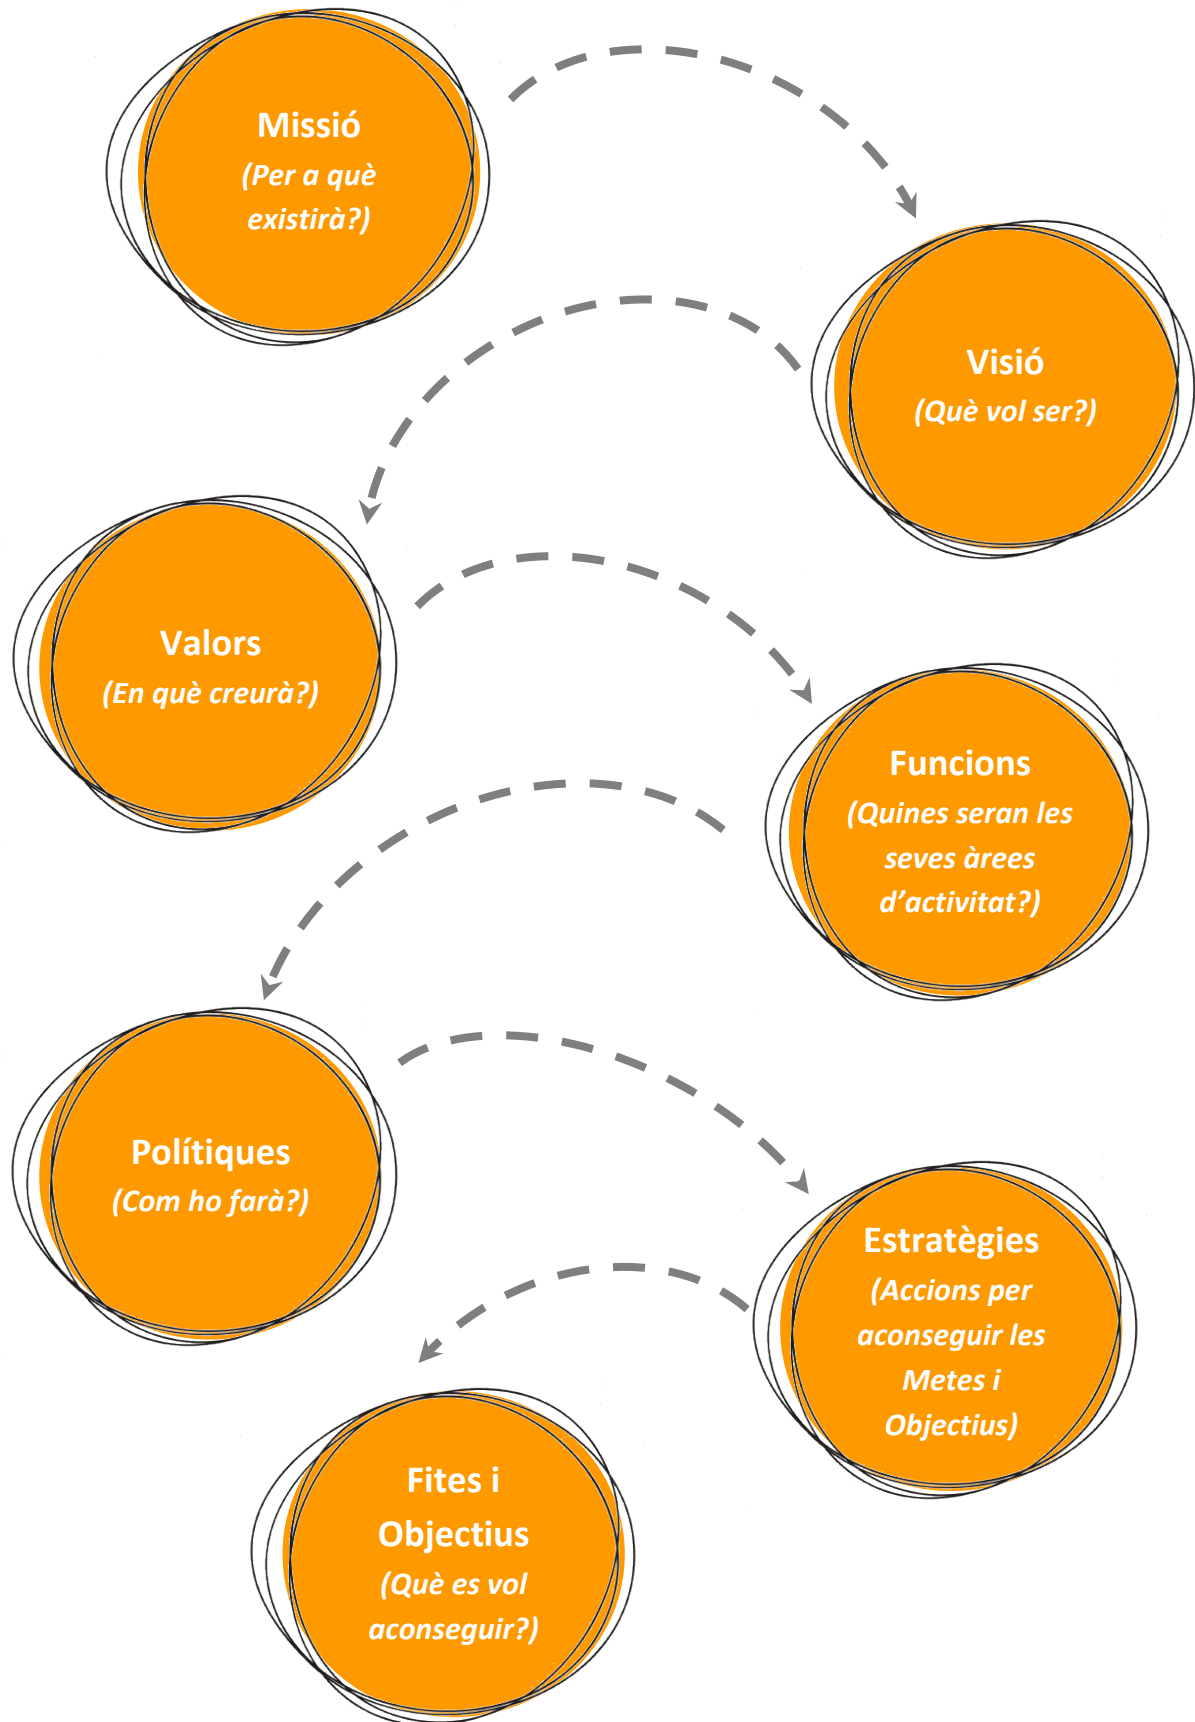 Missió
(Per a què
existirà?)
Visió
(Què vol ser?)
Valors
(En què creurà?)
Funcions
(Quines seran les
seves àrees
d’activitat?)
Polítiques
(Com ho farà?)
Estratègies
(Accions per
aconseguir les
Metes i
Objectius)
Fites i
Objectius
(Què es vol
aconseguir?)